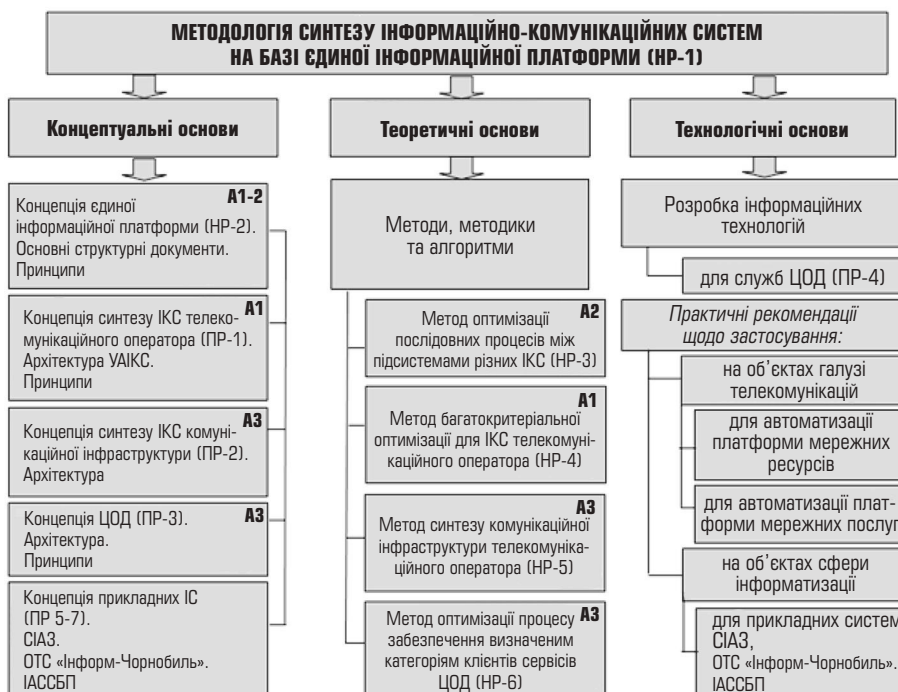 МЕТОДОЛОГІЯ СИНТЕЗУ ІНФОРМАЦІЙНО-КОМУНІКАЦІЙНИХ СИСТЕМ
НА БАЗІ ЄДИНОЇ ІНФОРМАЦІЙНОЇ ПЛАТФОРМИ (НР-1)
Концептуальні основи
А1-2
Концепція єдиної
інформаційної платформи (НР-2).
Основні структурні документи.
Принципи
А1
Концепція синтезу ІКС телеко-
мунікаційного оператора (ПР-1).
Архітектура УАІКС.
Принципи
А3
Концепція синтезу ІКС комуні-
каційної інфраструктури (ПР-2).
Архітектура
Концепція ЦОД (ПР-3). А3
Архітектура.
Принципи
Концепція прикладних ІС
(ПР 5-7).
СІАЗ.
ОТС «Інформ-Чорнобиль».
ІАССБП
Теоретичні основи
Методи, методики
та алгоритми
А2
Метод оптимізації
послідовних процесів між
підсистемами різних ІКС (НР-3)
А1
Метод багатокритеріальної
оптимізації для ІКС телекомуні-
каційного оператора (НР-4)
А3
Метод синтезу комунікаційної
інфраструктури телекомуніка-
ційного оператора (НР-5)
Метод оптимізації процесу А3
забезпечення визначеним
категоріям клієнтів сервісів
ЦОД (НР-6)
Технологічні основи
Розробка інформаційних
технологій
для служб ЦОД (ПР-4)
Практичні рекомендації
щодо застосування:
на об’єктах галузі
телекомунікацій
для автоматизації
платформи мережних
ресурсів
для автоматизації плат-
форми мережних послуг
на об’єктах сфери
інформатизації
для прикладних систем
СІАЗ,
ОТС «Інформ-Чорнобиль».
ІАССБП